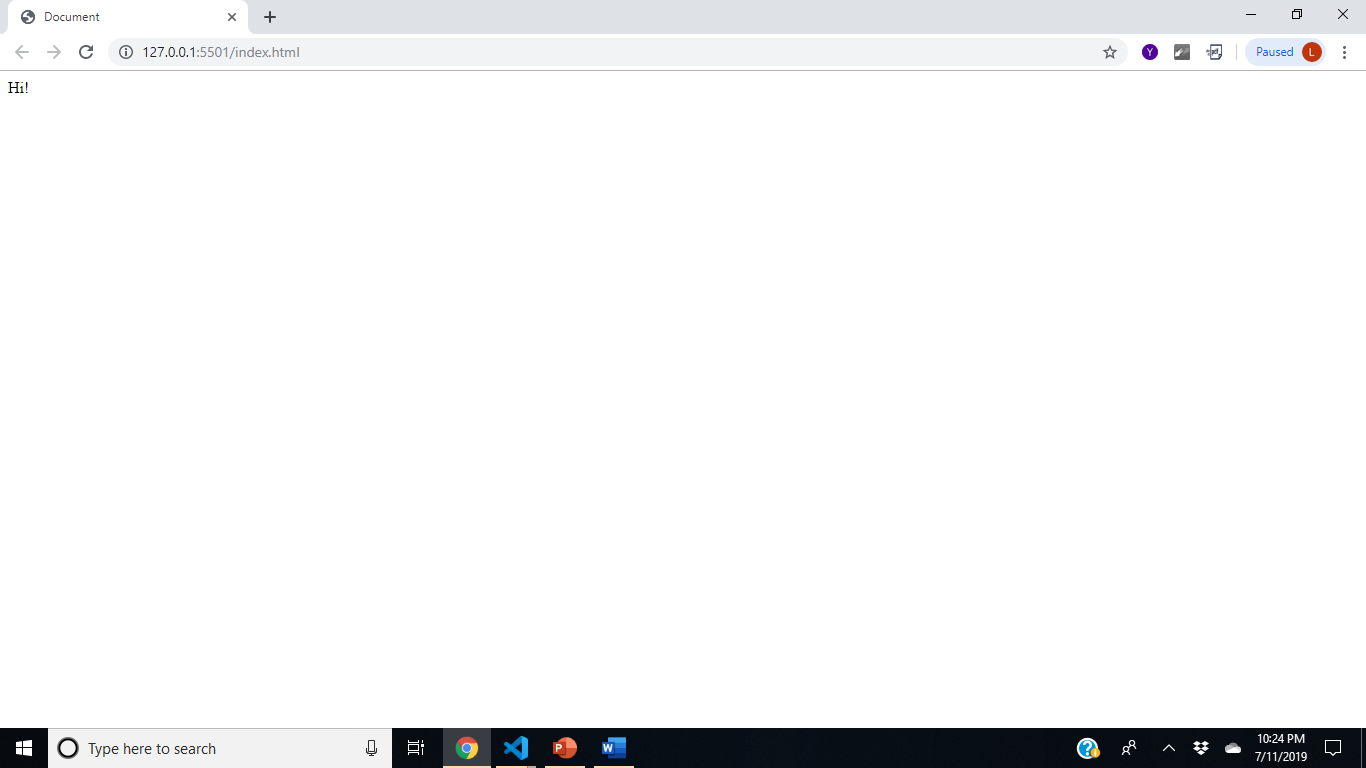 Document
127.0.0.1:5501/index.html
Y
Paused
L
Hi!
Type here to search
10:24 PM
7/11/2019